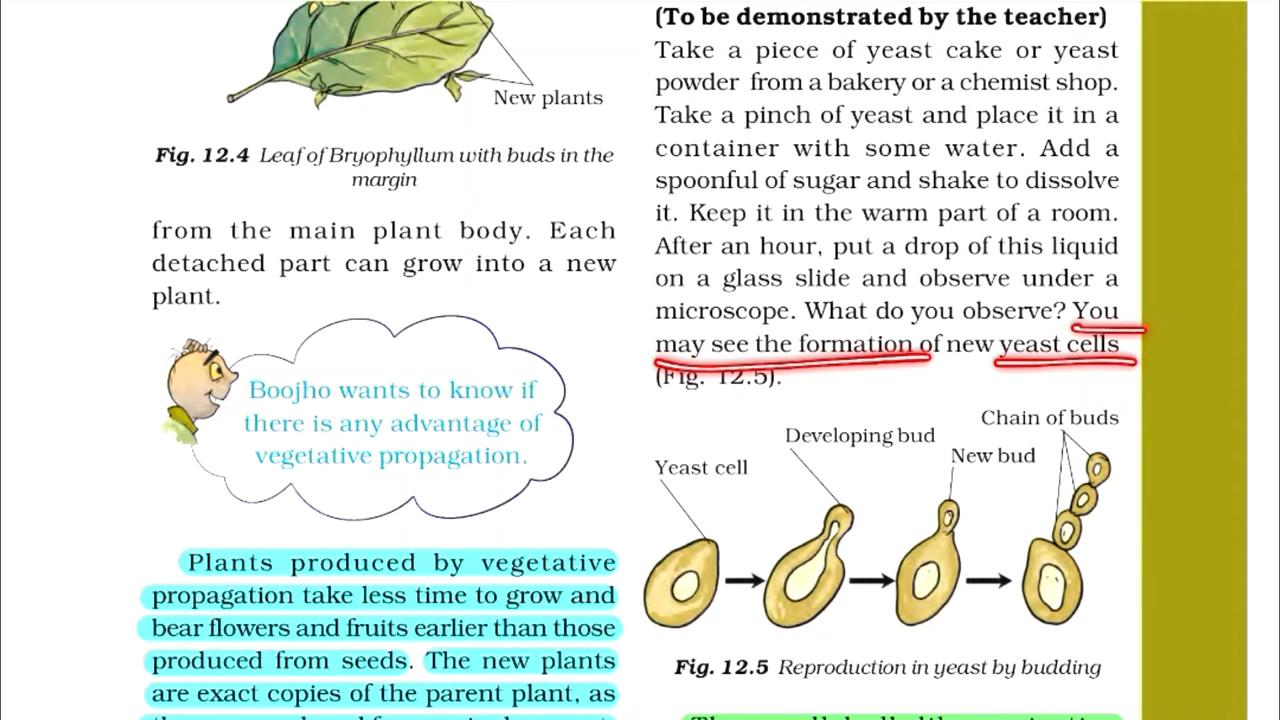 New plants
Fig. 12.4 Leaf of Bryophyllum with buds in the
margin
from the main plant body. Each
detached part can grow into a new
plant.
Boojho wants to know if
there is any advantage of
vegetative propagation.
Plants produced by vegetative
propagation take less time to grow and
bear flowers and fruits earlier than those
produced from seeds. The new plants
are exact copies of the parent plant, as
(To be demonstrated by the teacher)
Take a piece of yeast cake or yeast
powder from a bakery or a chemist shop.
Take a pinch of yeast and place it in a
container with some water. Add a
spoonful of sugar and shake to dissolve
it. Keep it in the warm part of a room.
After an hour, put a drop of this liquid
on a glass slide and observe under a
microscope. What do you observe? You
may see the formation of new yeast cells
(Fig. 12.5).
Chain of buds
Developing bud
New bud
Yeast cell
Fig. 12.5 Reproduction in yeast by budding